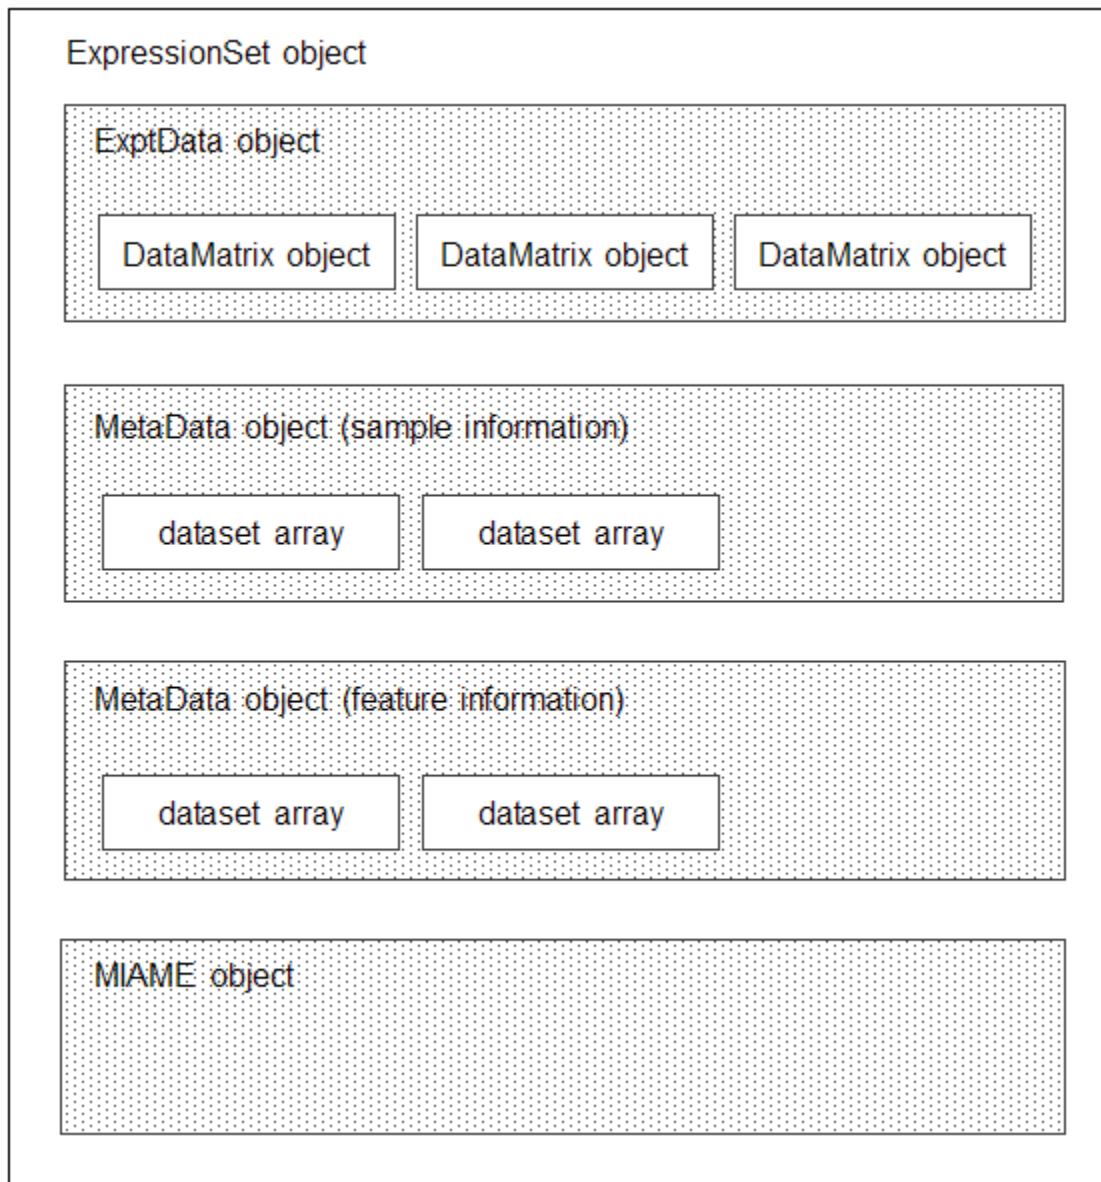 ExpressionSet object
ExptData object
DataMatrix object DataMatrix object DataMatrix object
MetaData object (sample information)
dataset array dataset array
MetaData object (feature information)
dataset array dataset array
MIAME object